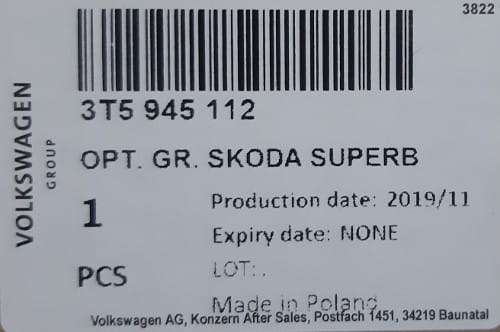 3822
VOLKSWAGEN
GROUP
3T5 945 112
OPT. GR. SKODA SUPERB
1
PCS
Production date: 2019/11
Expiry date: NONE
LOT: .
Made in Poland
Volkswagen AG, Konzern After Sales, Postfach 1451, 34219 Baunatal